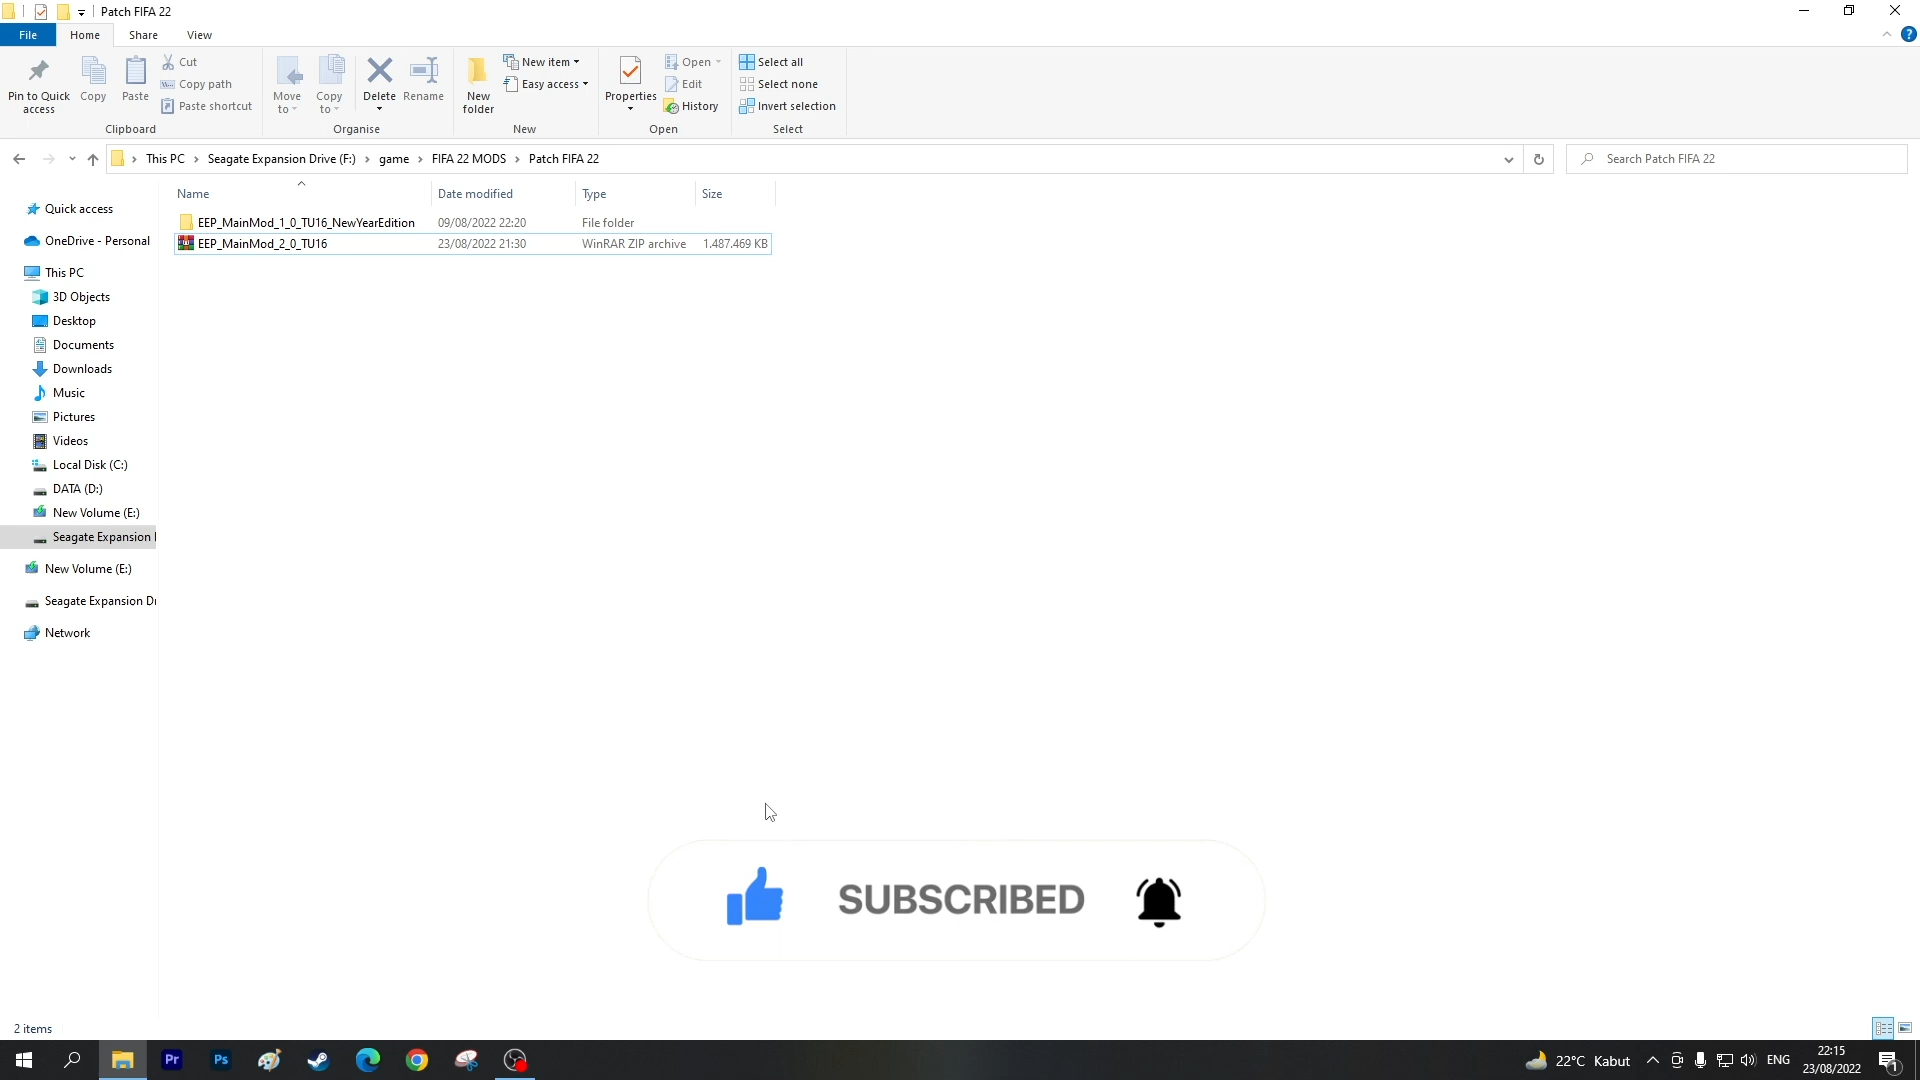 Patch FIFA 22
File Home Share View
Pin to Quick access
Copy
Paste
Cut
Copy path
Paste shortcut
Clipboard
Move to
Copy to
Delete
Rename
Organise
New folder
New item
Easy access
New
Properties
Open
Edit
History
Open
Select all
Select none
Invert selection
Select
This PC › Seagate Expansion Drive (F:) › game › FIFA 22 MODS › Patch FIFA 22
Search Patch FIFA 22
Name Date modified Type Size
EEP_MainMod_1_0_TU16_NewYearEdition 09/08/2022 22:20 File folder
EEP_MainMod_2_0_TU16 23/08/2022 21:30 WinRAR ZIP archive 1.487.469 KB
Quick access
OneDrive - Personal
This PC
3D Objects
Desktop
Documents
Downloads
Music
Pictures
Videos
Local Disk (C:)
DATA (D:)
New Volume (E:)
Seagate Expansion
New Volume (E:)
Seagate Expansion Dr
Network
SUBSCRIBED
2 items
Pr
Ps
22°C Kabut
ENG
22:15
23/08/2022
1